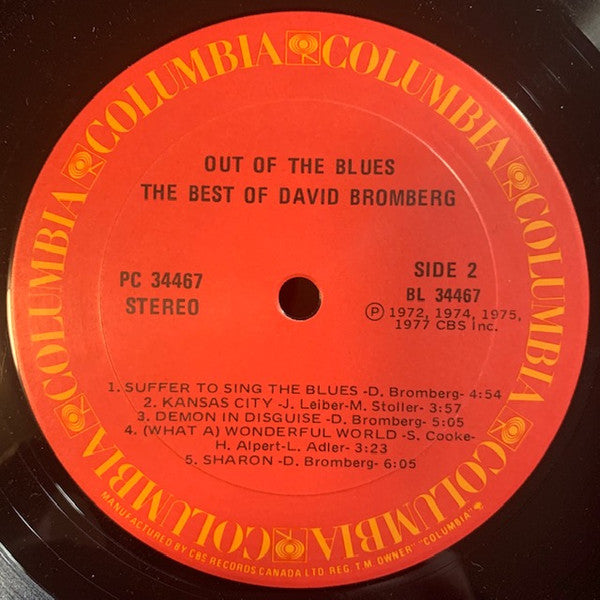 COLUMBIA COLUMBIA COLUMBIA COLUMBIA COLUMBIA COLUMBIA
OUT OF THE BLUES
THE BEST OF DAVID BROMBERG
PC 34467
STEREO
SIDE 2
BL 34467
Ⓟ 1972, 1974, 1975,
1977 CBS Inc.
1. SUFFER TO SING THE BLUES -D. Bromberg- 4:54
2. KANSAS CITY -J. Leiber-M. Stoller- 3:57
3. DEMON IN DISGUISE -D. Bromberg- 5:05
4. (WHAT A) WONDERFUL WORLD -S. Cooke-
H. Alpert-L. Adler- 3:23
5. SHARON -D. Bromberg- 6:05
MANUFACTURED BY CBS RECORDS CANADA LTD REG. T.M. OWNER "COLUMBIA"